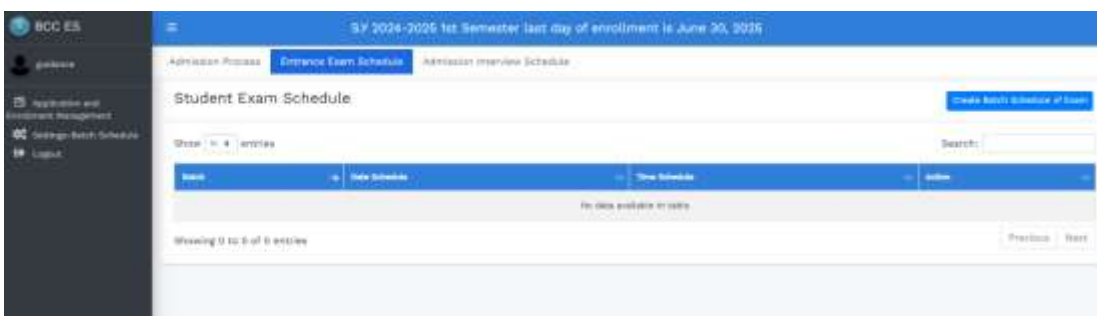 BCC ES
S.Y 2024-2025 1st Semester last day of enrollment is June 30, 2025
guidance
Admission Process
Entrance Exam Schedule
Admission Interview Schedule
Application and
Enrollment Management
Settings-Batch Schedule
Logout
Student Exam Schedule
Create Batch Schedule of Exam
Show entries
Search:
Batch
Date Schedule
Time Schedule
Action
No data available in table
Showing 0 to 0 of 0 entries
Previous
Next